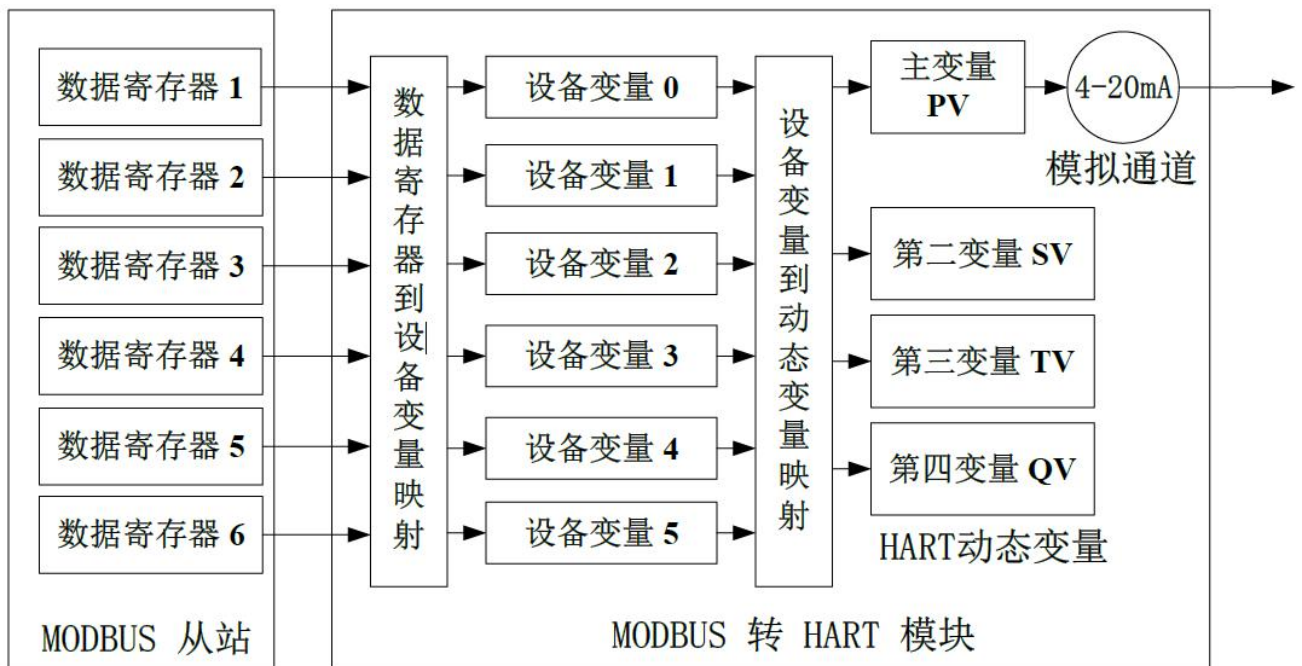 数据寄存器 1
数据寄存器 2
数据寄存器 3
数据寄存器 4
数据寄存器 5
数据寄存器 6
MODBUS 从站
数据寄存器到设备变量映射
设备变量 0
设备变量 1
设备变量 2
设备变量 3
设备变量 4
设备变量 5
设备变量到动态变量映射
主变量
PV
4-20mA
模拟通道
第二变量 SV
第三变量 TV
第四变量 QV
HART动态变量
MODBUS 转 HART 模块